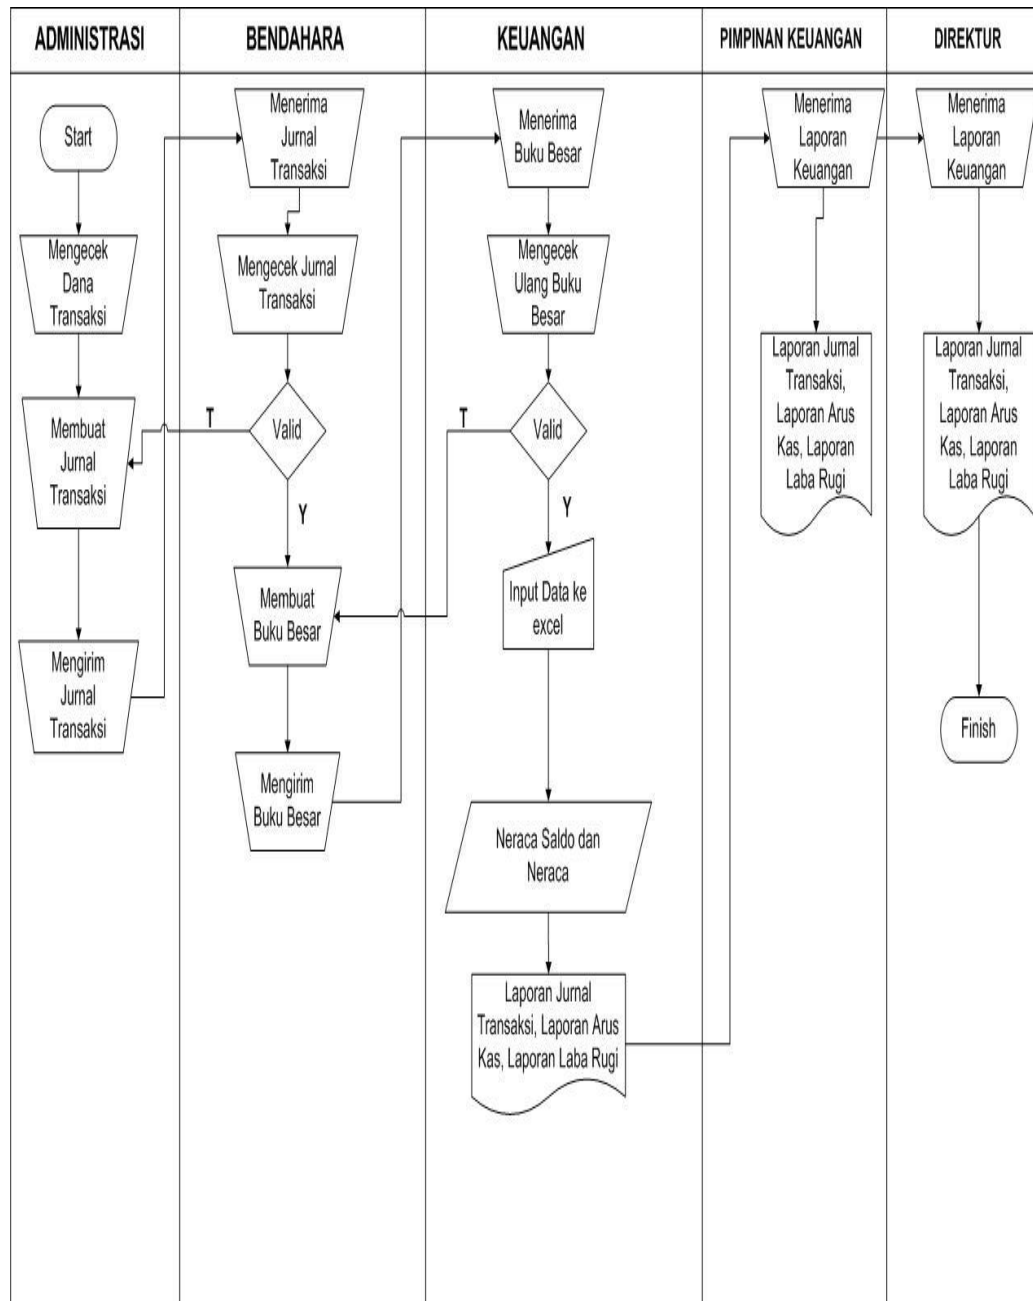 ADMINISTRASI
BENDAHARA
KEUANGAN
PIMPINAN KEUANGAN
DIREKTUR
Start
Mengecek
Dana
Transaksi
Membuat
Jurnal
Transaksi
Mengirim
Jurnal
Transaksi
Menerima
Jurnal
Transaksi
Mengecek Jurnal
Transaksi
Valid
T
Y
Membuat
Buku Besar
Mengirim
Buku Besar
Menerima
Buku Besar
Mengecek
Ulang Buku
Besar
Valid
T
Y
Input Data ke
excel
Neraca Saldo dan
Neraca
Laporan Jurnal
Transaksi, Laporan Arus
Kas, Laporan Laba Rugi
Menerima
Laporan
Keuangan
Laporan Jurnal
Transaksi,
Laporan Arus
Kas, Laporan
Laba Rugi
Menerima
Laporan
Keuangan
Laporan Jurnal
Transaksi,
Laporan Arus
Kas, Laporan
Laba Rugi
Finish